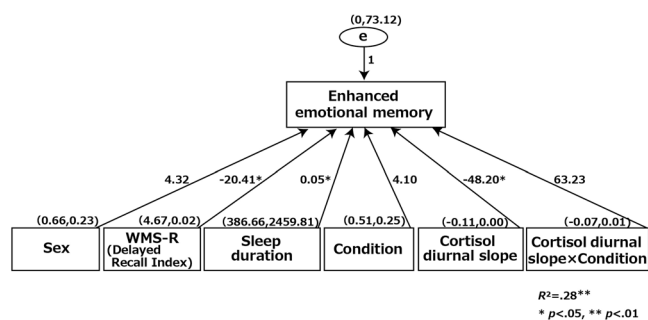 (0,73.12)
e
1
Enhanced
emotional memory
4.32
-20.41*
0.05*
4.10
-48.20*
63.23
(0.66,0.23)
(4.67,0.02)
(386.66,2459.81)
(0.51,0.25)
(-0.11,0.00)
(-0.07,0.01)
Sex
WMS-R
(Delayed
Recall Index)
Sleep
duration
Condition
Cortisol
diurnal slope
Cortisol diurnal
slope×Condition
R²=.28**
* p<.05, ** p<.01